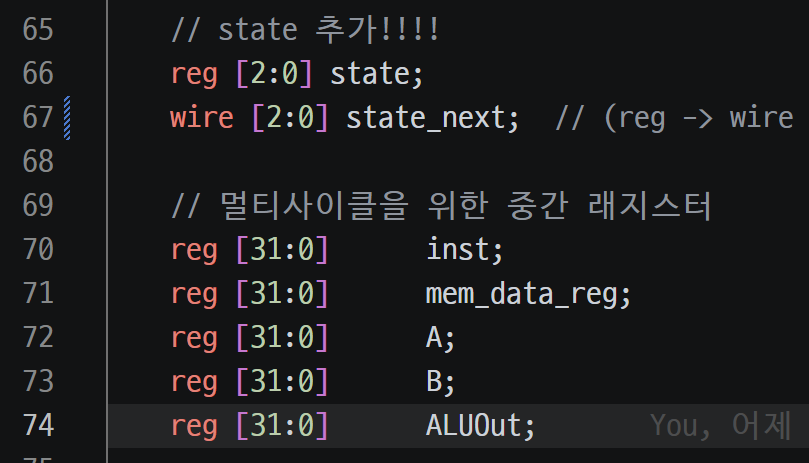 65 // state 추가!!!!
66 reg [2:0] state;
67 wire [2:0] state_next; // (reg -> wire
68
69 // 멀티사이클을 위한 중간 래지스터
70 reg [31:0] inst;
71 reg [31:0] mem_data_reg;
72 reg [31:0] A;
73 reg [31:0] B;
74 reg [31:0] ALUOut; You, 어제
75